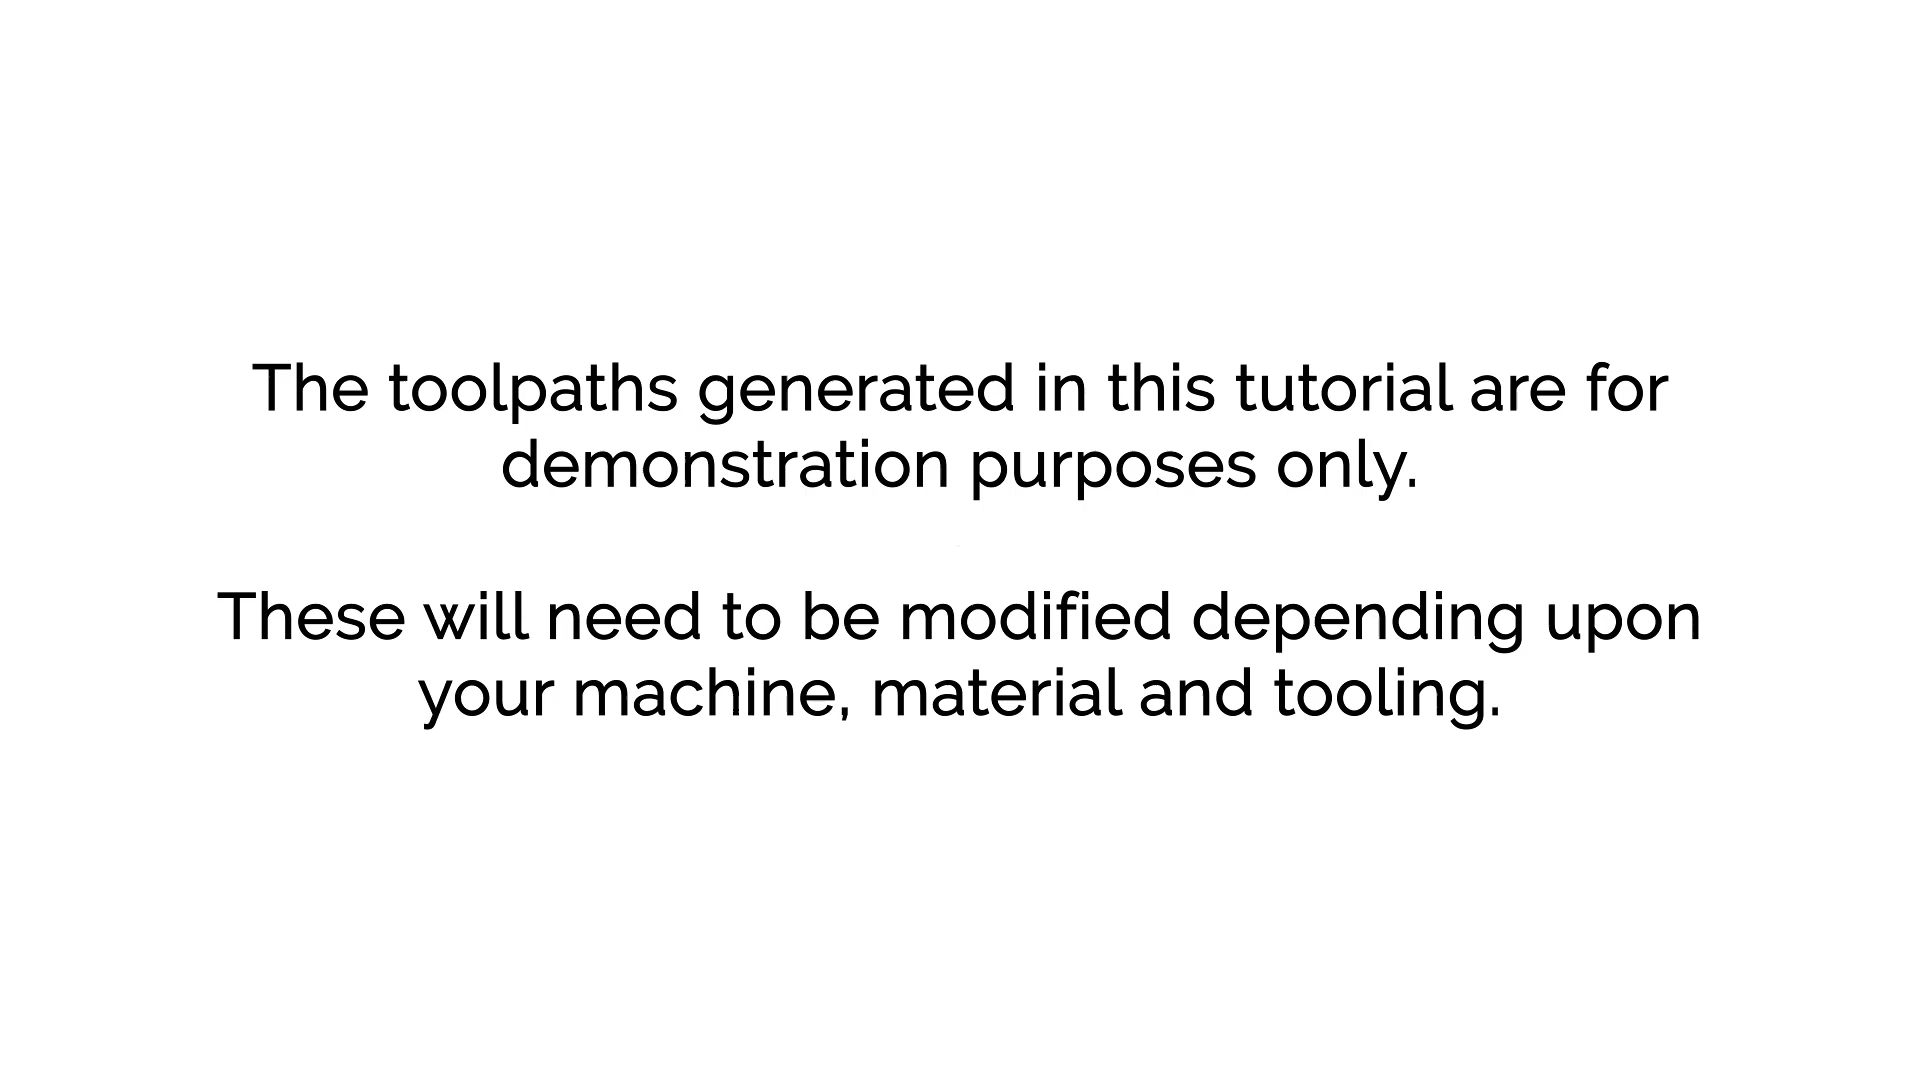 The toolpaths generated in this tutorial are for
demonstration purposes only.
These will need to be modified depending upon
your machine, material and tooling.